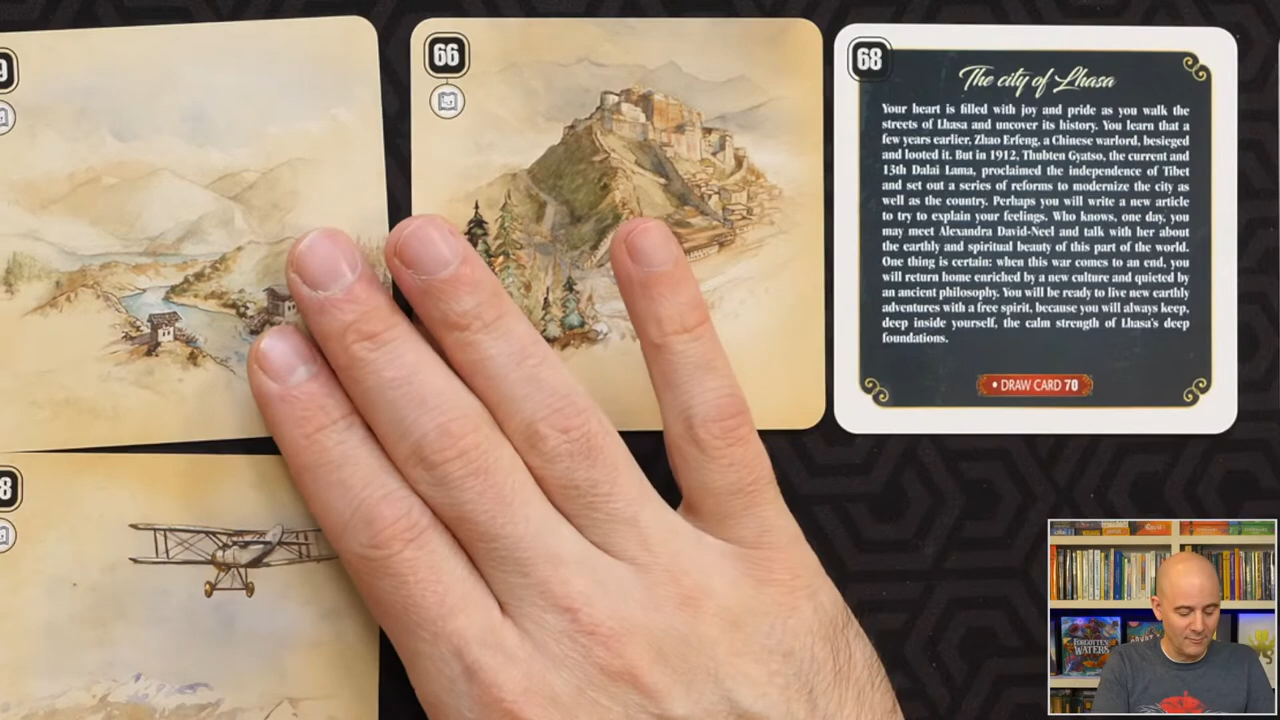 9
66
68
The city of Lhasa
Your heart is filled with joy and pride as you walk the
streets of Lhasa and uncover its history. You learn that a
few years earlier, Zhao Erfeng, a Chinese warlord, besieged
and looted it. But in 1912, Thubten Gyatso, the current and
13th Dalai Lama, proclaimed the independence of Tibet
and set out a series of reforms to modernize the city as
well as the country. Perhaps you will write a new article
to try to explain your feelings. Who knows, one day, you
may meet Alexandra David-Neel and talk with her about
the earthly and spiritual beauty of this part of the world.
One thing is certain: when this war comes to an end, you
will return home enriched by a new culture and quieted by
an ancient philosophy. You will be ready to live new earthly
adventures with a free spirit, because you will always keep,
deep inside yourself, the calm strength of Lhasa's deep
foundations.
• DRAW CARD 70
8
FORGOTTEN
WATERS